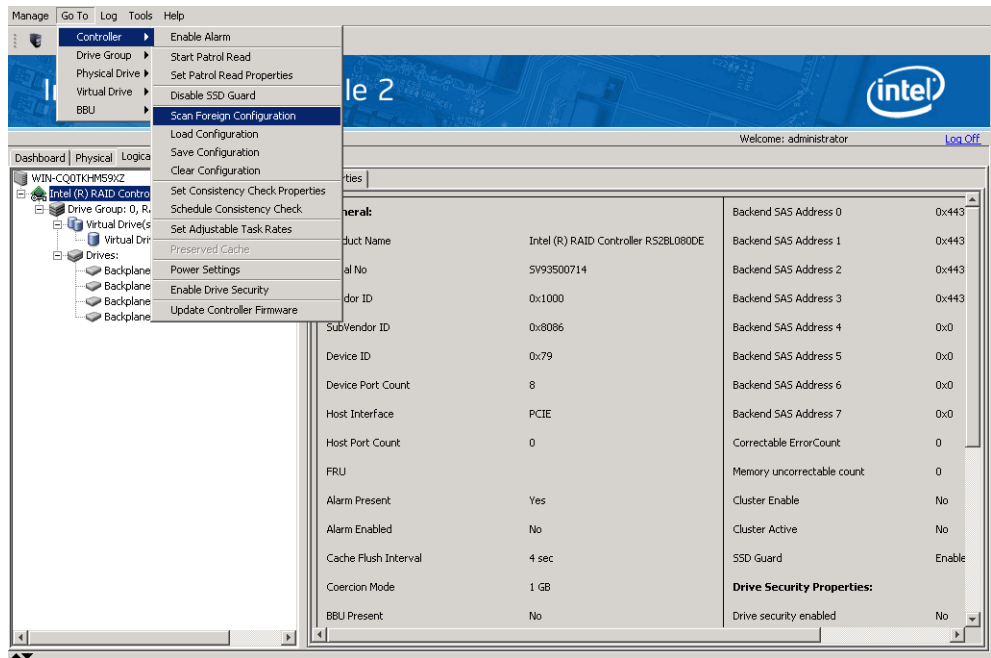 Manage Go To Log Tools Help
Controller
Drive Group
Physical Drive
Virtual Drive
BBU
Enable Alarm
Start Patrol Read
Set Patrol Read Properties
Disable SSD Guard
Scan Foreign Configuration
Load Configuration
Save Configuration
Clear Configuration
Set Consistency Check Properties
Schedule Consistency Check
Set Adjustable Task Rates
Preserved Cache
Power Settings
Enable Drive Security
Update Controller Firmware
le 2
intel
Welcome: administrator Log Off
Dashboard Physical Logica
WIN-CQ0TKHM59XZ
Intel (R) RAID Contro
Drive Group: 0, R
Virtual Drive(s
Virtual Dri
Drives:
Backplane
Backplane
Backplane
Backplane
rties
neral:
duct Name Intel (R) RAID Controller RS2BL080DE
al No SV93500714
dor ID 0x1000
SubVendor ID 0x8086
Device ID 0x79
Device Port Count 8
Host Interface PCIE
Host Port Count 0
FRU
Alarm Present Yes
Alarm Enabled No
Cache Flush Interval 4 sec
Coercion Mode 1 GB
BBU Present No
Backend SAS Address 0 0x443
Backend SAS Address 1 0x443
Backend SAS Address 2 0x443
Backend SAS Address 3 0x443
Backend SAS Address 4 0x0
Backend SAS Address 5 0x0
Backend SAS Address 6 0x0
Backend SAS Address 7 0x0
Correctable ErrorCount 0
Memory uncorrectable count 0
Cluster Enable No
Cluster Active No
SSD Guard Enable
Drive Security Properties:
Drive security enabled No